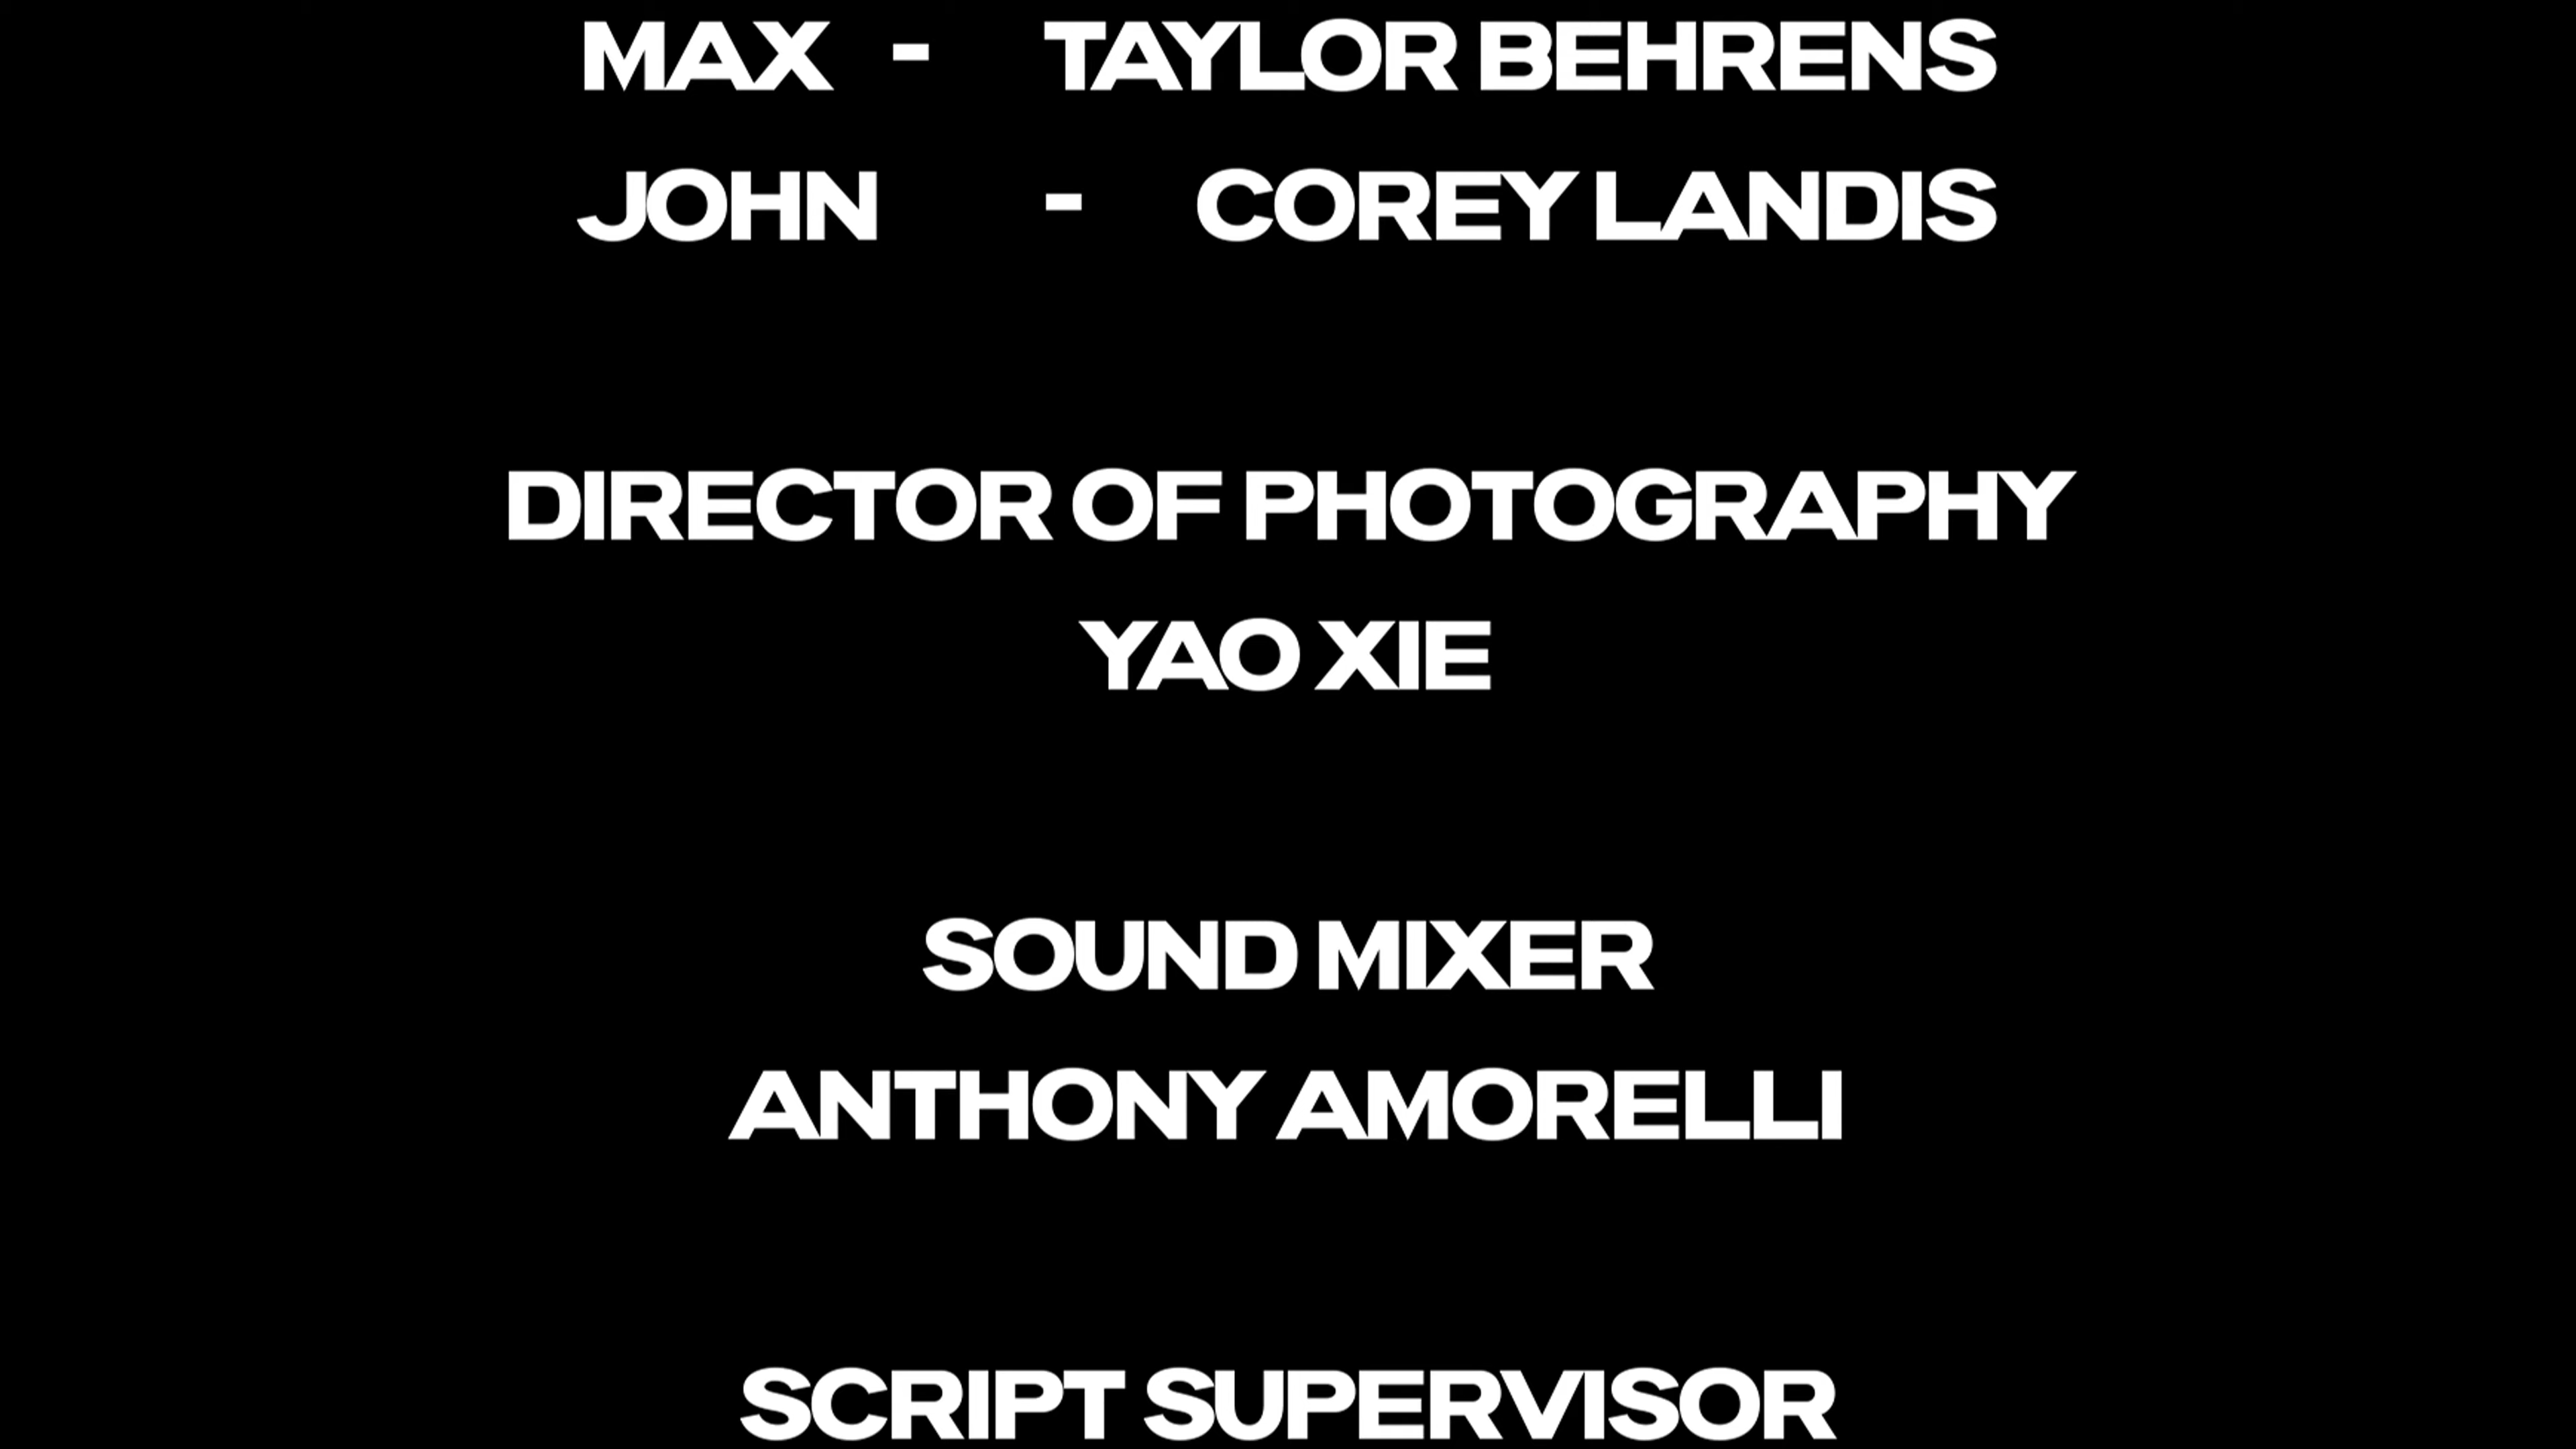 MAX - TAYLOR BEHRENS
JOHN - COREY LANDIS
DIRECTOR OF PHOTOGRAPHY
YAO XIE
SOUND MIXER
ANTHONY AMORELLI
SCRIPT SUPERVISOR